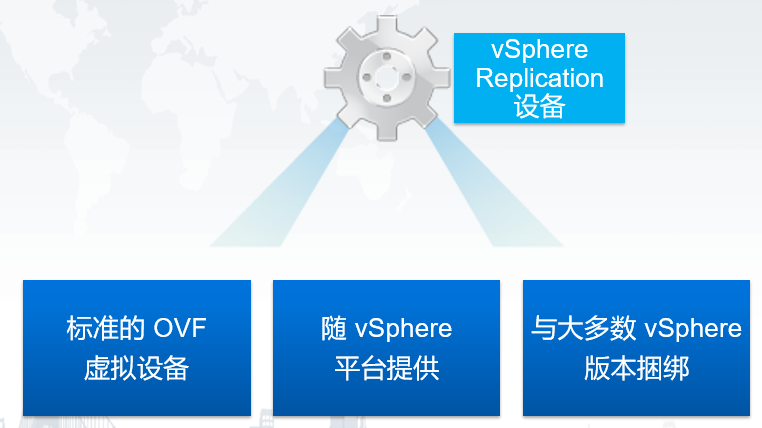 vSphere
Replication
设备
标准的 OVF
虚拟设备
随 vSphere
平台提供
与大多数 vSphere
版本捆绑